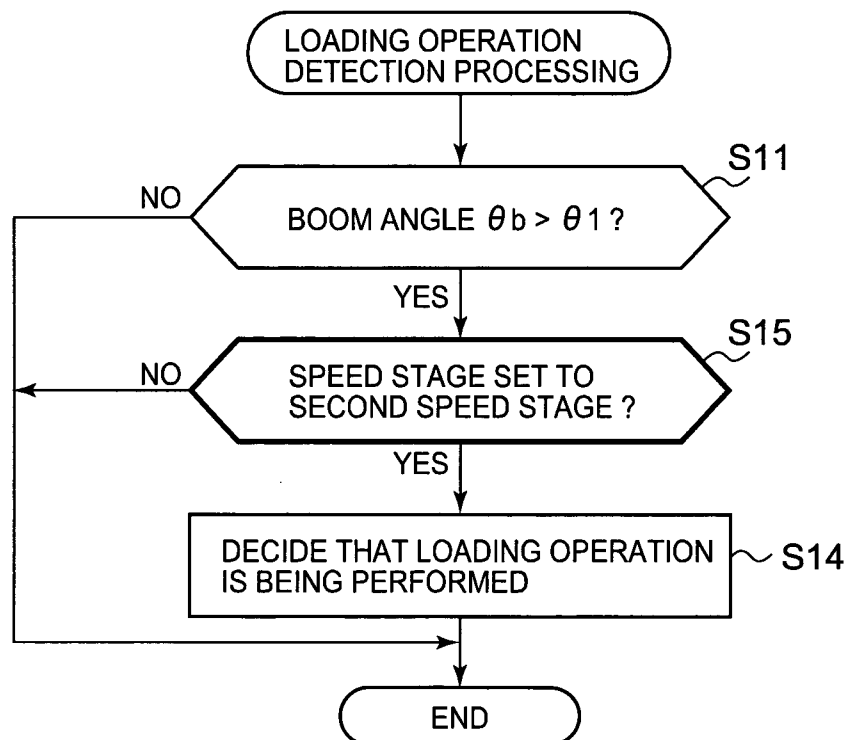 LOADING OPERATION
DETECTION PROCESSING
S11
NO
BOOM ANGLE θb > θ1 ?
YES
S15
NO
SPEED STAGE SET TO
SECOND SPEED STAGE ?
YES
DECIDE THAT LOADING OPERATION
IS BEING PERFORMED
S14
END